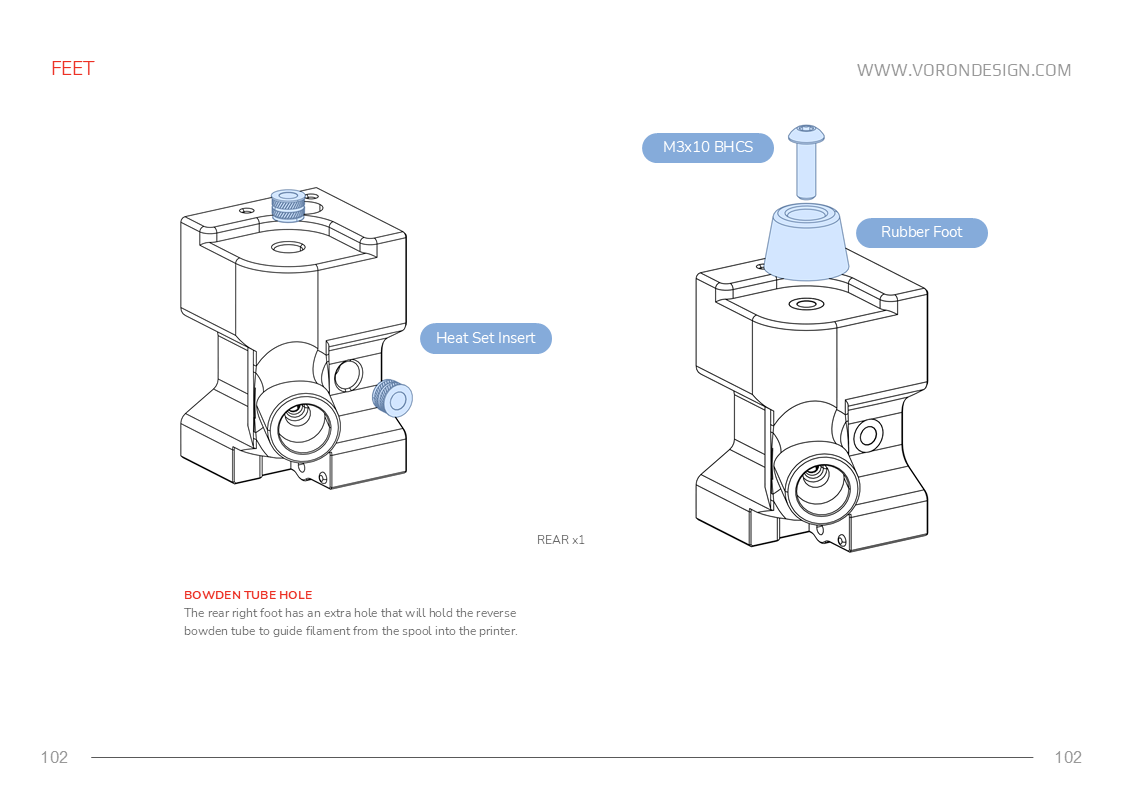 FEET
WWW.VORONDESIGN.COM
M3x10 BHCS
Rubber Foot
Heat Set Insert
REAR x1
BOWDEN TUBE HOLE
The rear right foot has an extra hole that will hold the reverse
bowden tube to guide filament from the spool into the printer.
102
102